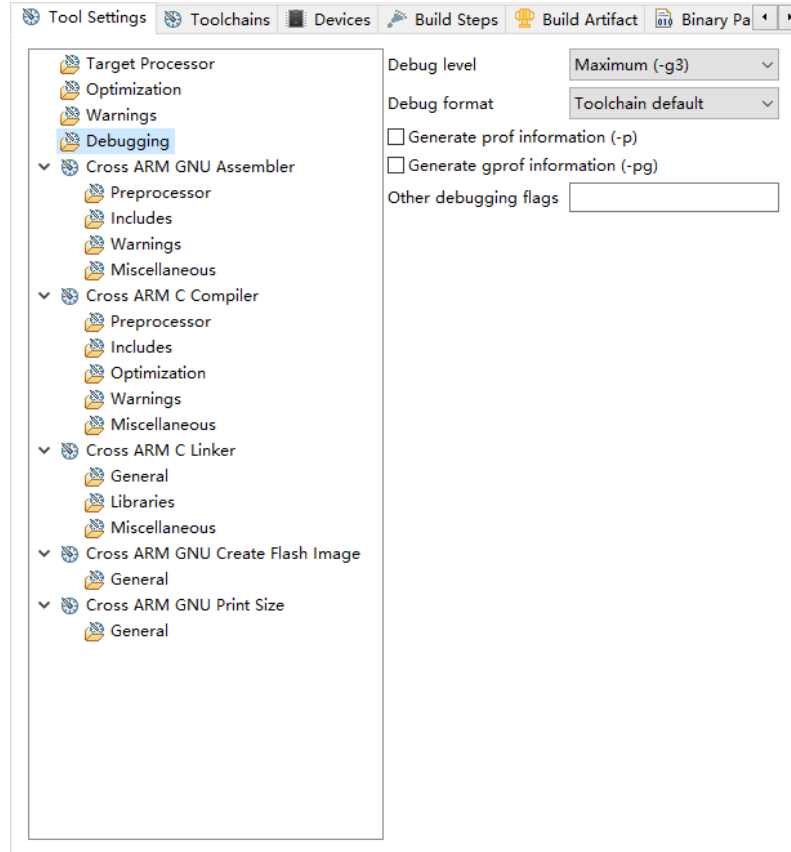 Tool Settings Toolchains Devices Build Steps Build Artifact Binary Pa
Target Processor
Optimization
Warnings
Debugging
Cross ARM GNU Assembler
Preprocessor
Includes
Warnings
Miscellaneous
Cross ARM C Compiler
Preprocessor
Includes
Optimization
Warnings
Miscellaneous
Cross ARM C Linker
General
Libraries
Miscellaneous
Cross ARM GNU Create Flash Image
General
Cross ARM GNU Print Size
General
Debug level Maximum (-g3)
Debug format Toolchain default
Generate prof information (-p)
Generate gprof information (-pg)
Other debugging flags